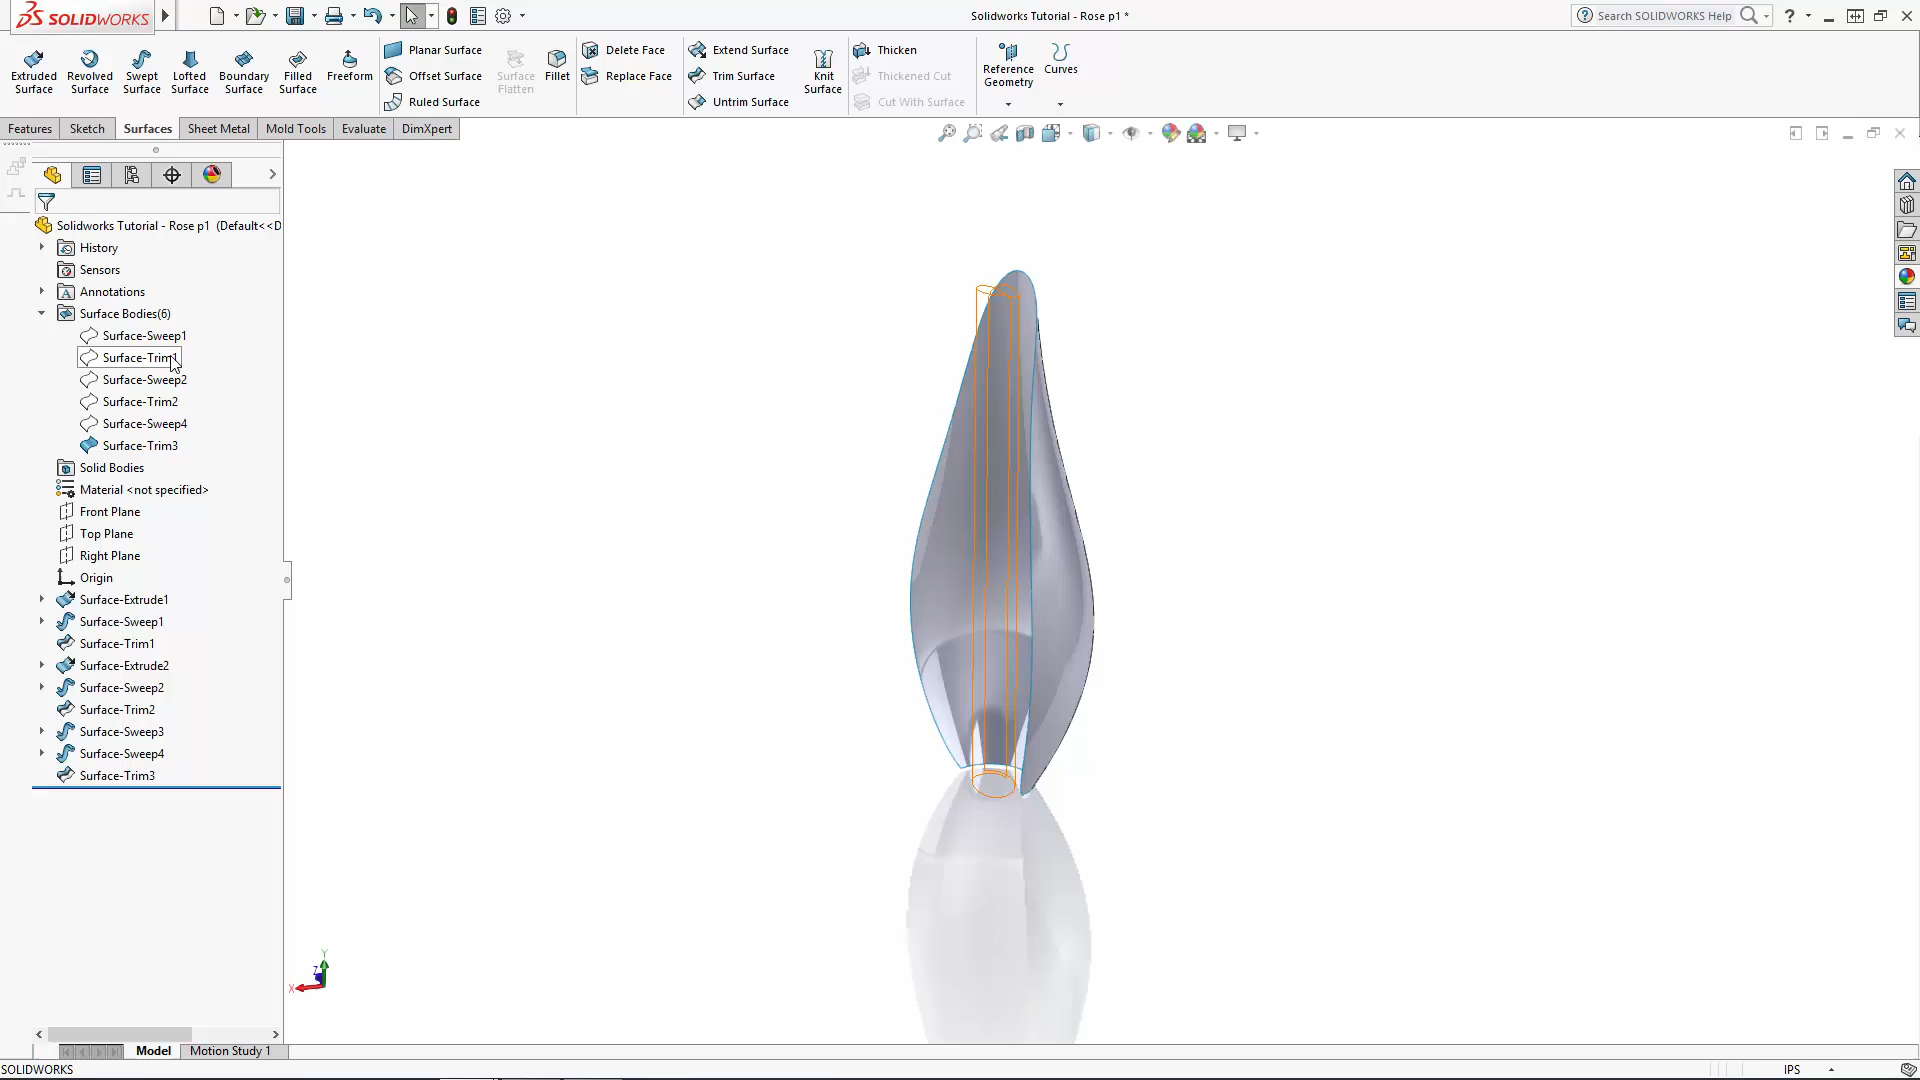 SOLIDWORKS
Solidworks Tutorial - Rose p1 *
Search SOLIDWORKS Help
Extruded Surface
Revolved Surface
Swept Surface
Lofted Surface
Boundary Surface
Filled Surface
Freeform
Planar Surface
Offset Surface
Ruled Surface
Surface Flatten
Fillet
Delete Face
Replace Face
Extend Surface
Trim Surface
Untrim Surface
Knit Surface
Thicken
Thickened Cut
Cut With Surface
Reference Geometry
Curves
Features
Sketch
Surfaces
Sheet Metal
Mold Tools
Evaluate
DimXpert
Solidworks Tutorial - Rose p1 (Default<<D
History
Sensors
Annotations
Surface Bodies(6)
Surface-Sweep1
Surface-Trim1
Surface-Sweep2
Surface-Trim2
Surface-Sweep4
Surface-Trim3
Solid Bodies
Material <not specified>
Front Plane
Top Plane
Right Plane
Origin
Surface-Extrude1
Surface-Sweep1
Surface-Trim1
Surface-Extrude2
Surface-Sweep2
Surface-Trim2
Surface-Sweep3
Surface-Sweep4
Surface-Trim3
Y
Z
X
Model
Motion Study 1
SOLIDWORKS
IPS